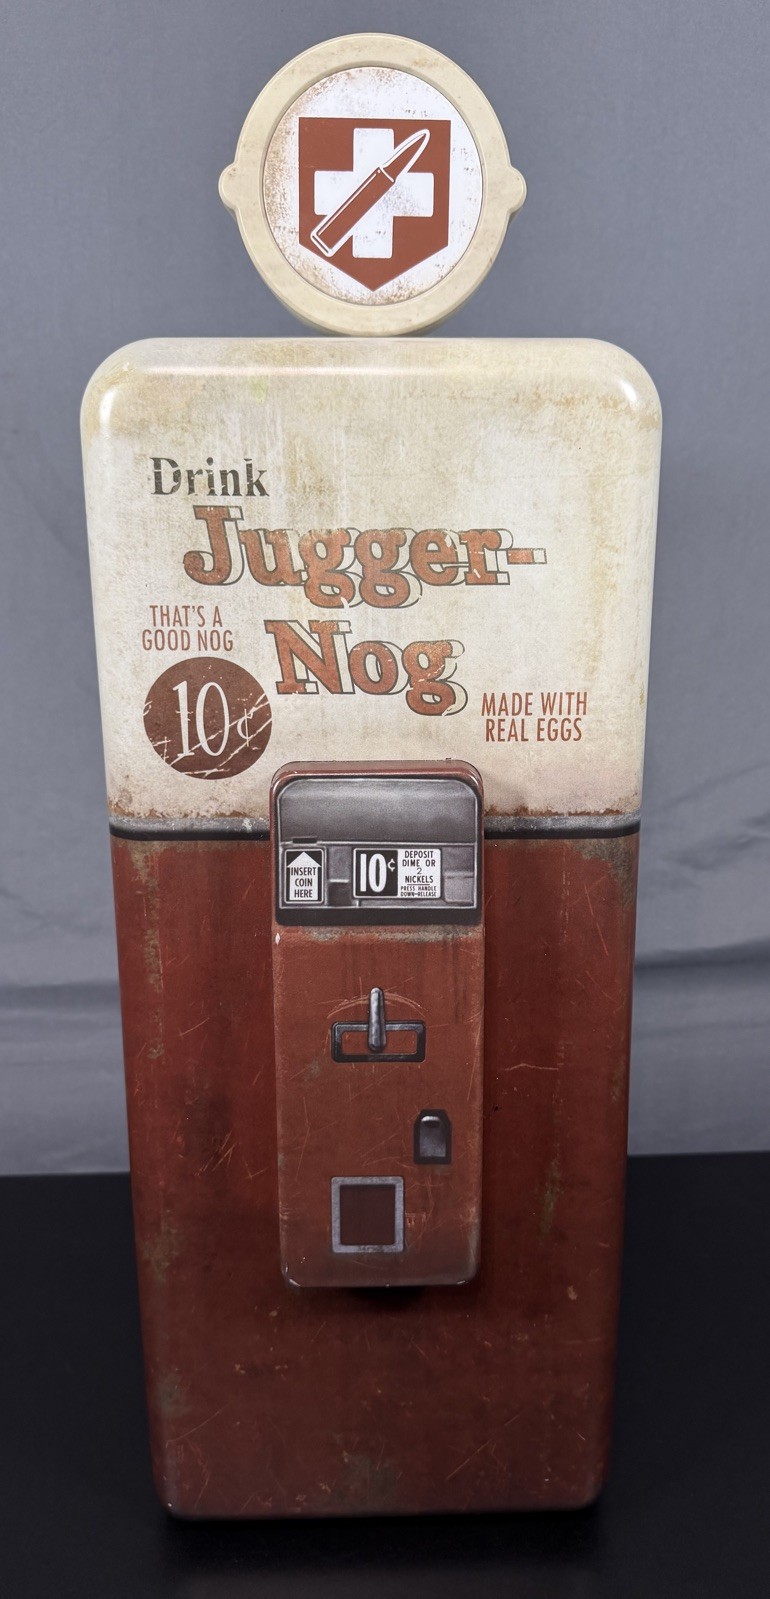 Drink
Jugger-
Nog
THAT'S A
GOOD NOG
10¢
MADE WITH
REAL EGGS
INSERT
COIN
HERE
10¢
DEPOSIT
DIME OR
2
NICKELS
PRESS HANDLE
DOWN-RELEASE